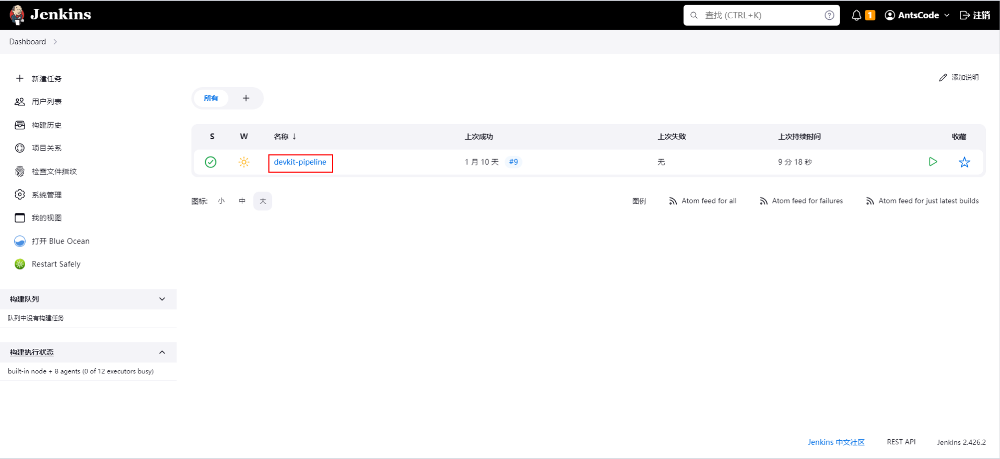 Jenkins
查找 (CTRL+K)
1
AntsCode
注销
Dashboard
新建任务
用户列表
构建历史
项目关系
检查文件指纹
系统管理
我的视图
打开 Blue Ocean
Restart Safely
构建队列
队列中没有构建任务
构建执行状态
built-in node + 8 agents (0 of 12 executors busy)
添加说明
所有 +
S W 名称 ↓ 上次成功 上次失败 上次持续时间 收藏
devkit-pipeline 1 月 10 天 #9 无 9 分 18 秒
图标: 小 中 大
图例 Atom feed for all Atom feed for failures Atom feed for just latest builds
Jenkins 中文社区 REST API Jenkins 2.426.2